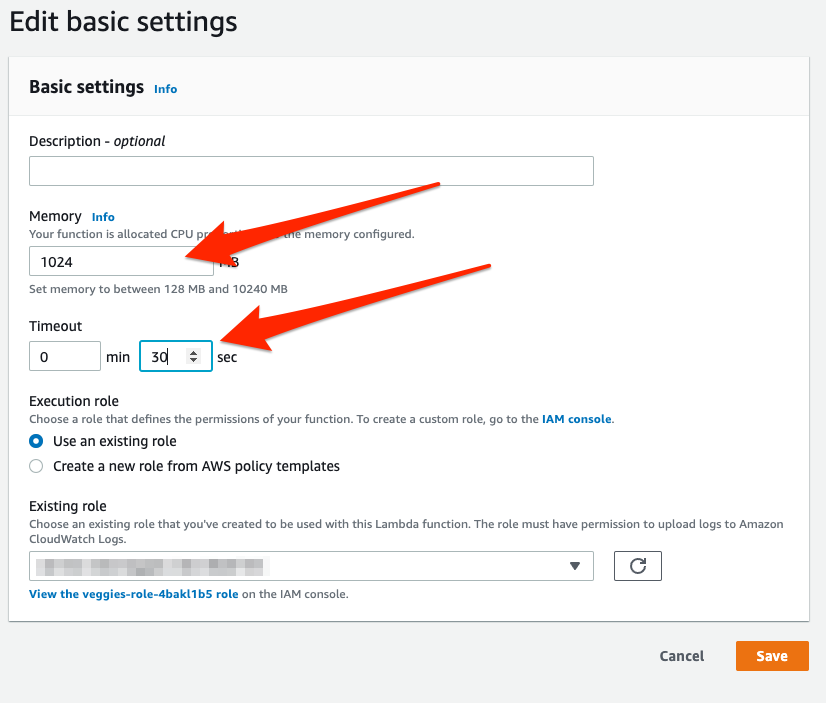 Edit basic settings
Basic settings Info
Description - optional
Memory Info
Your function is allocated CPU the memory configured.
1024 MB
Set memory to between 128 MB and 10240 MB
Timeout
0 min 30 sec
Execution role
Choose a role that defines the permissions of your function. To create a custom role, go to the IAM console.
Use an existing role
Create a new role from AWS policy templates
Existing role
Choose an existing role that you've created to be used with this Lambda function. The role must have permission to upload logs to Amazon
CloudWatch Logs.
View the veggies-role-4bakl1b5 role on the IAM console.
Cancel Save